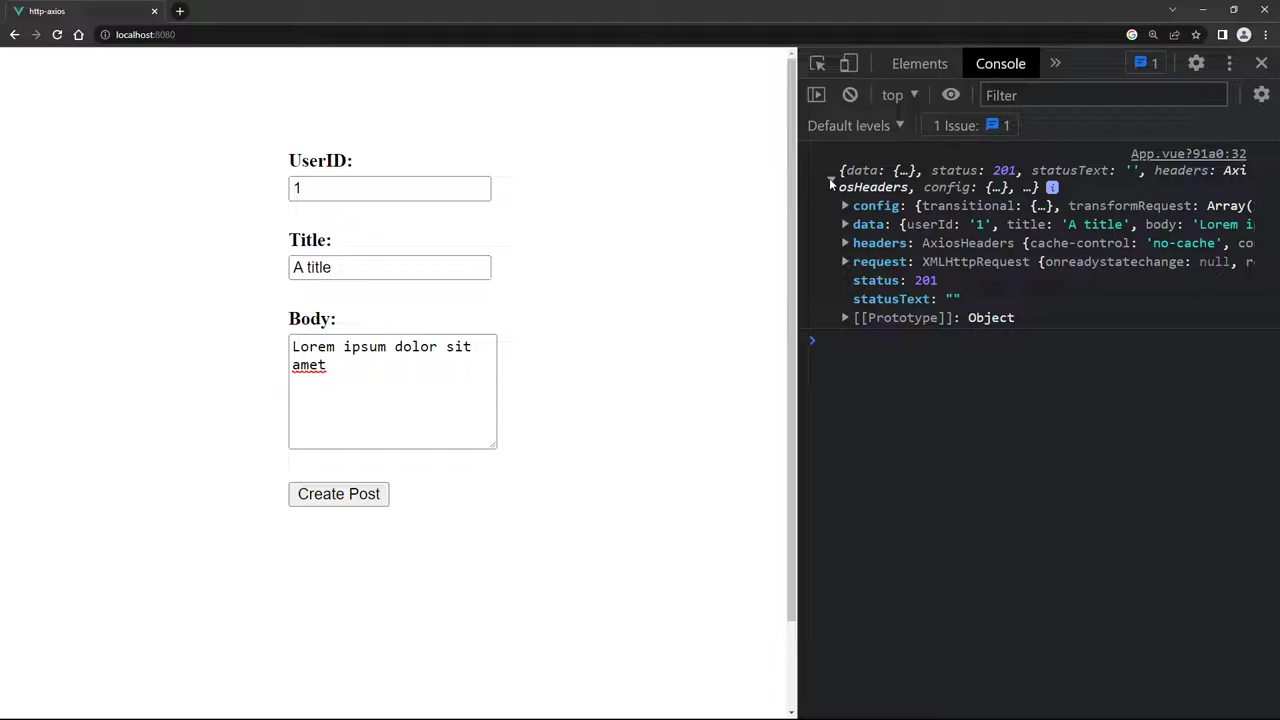 http-axios
localhost:8080
UserID:
1
Title:
A title
Body:
Lorem ipsum dolor sit
amet
Create Post
Elements
Console
1
top
Filter
Default levels
1 Issue:
1
App.vue?91a0:32
{data: {…}, status: 201, statusText: '', headers: Axi
osHeaders, config: {…}, …}
config: {transitional: {…}, transformRequest: Array(
data: {userId: '1', title: 'A title', body: 'Lorem i
headers: AxiosHeaders {cache-control: 'no-cache', co
request: XMLHttpRequest {onreadystatechange: null, r
status: 201
statusText: ""
[[Prototype]]: Object